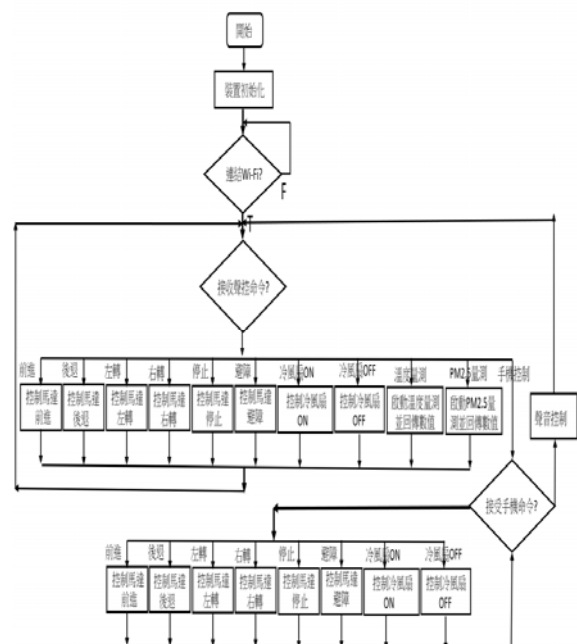 開始
裝置初始化
連結Wi-Fi?
F
T
接收聲控命令?
前進
後退
左轉
右轉
停止
避障
冷風扇ON
冷風扇OFF
溫度量測
PM2.5量測
手機控制
控制馬達
前進
控制馬達
後退
控制馬達
左轉
控制馬達
右轉
控制馬達
停止
控制馬達
避障
控制冷風扇
ON
控制冷風扇
OFF
啟動溫度量測
並回傳數值
啟動PM2.5量
測並回傳數值
聲音控制
接受手機命令?
前進
後退
左轉
右轉
停止
避障
冷風扇ON
冷風扇OFF
控制馬達
前進
控制馬達
後退
控制馬達
左轉
控制馬達
右轉
控制馬達
停止
控制馬達
避障
控制冷風扇
ON
控制冷風扇
OFF